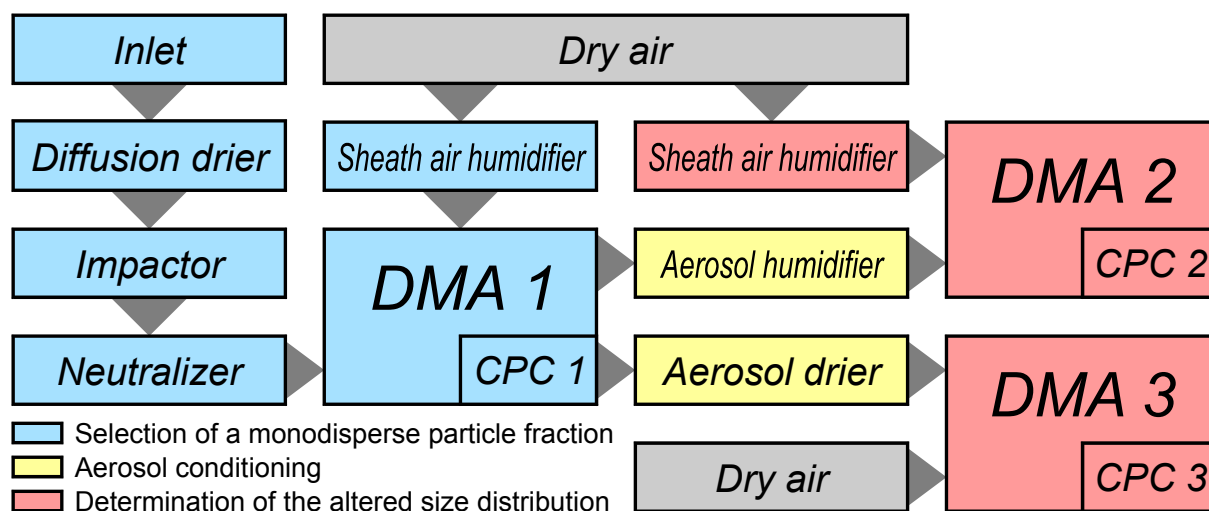 Inlet
Dry air
Diffusion drier
Sheath air humidifier
Sheath air humidifier
DMA 2
CPC 2
Impactor
DMA 1
CPC 1
Aerosol humidifier
Neutralizer
Aerosol drier
DMA 3
CPC 3
Dry air
Selection of a monodisperse particle fraction
Aerosol conditioning
Determination of the altered size distribution